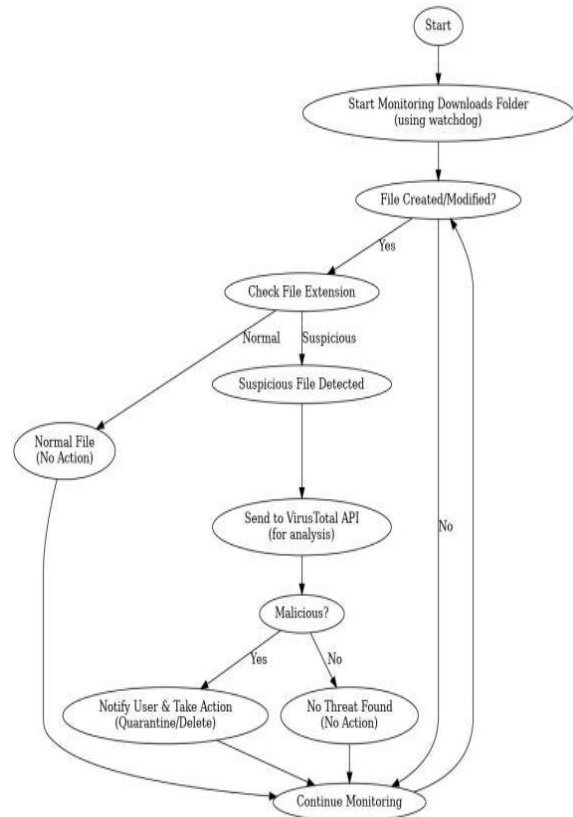 Start
Start Monitoring Downloads Folder
(using watchdog)
File Created/Modified?
Yes
Check File Extension
Normal
Suspicious
Suspicious File Detected
Normal File
(No Action)
Send to VirusTotal API
(for analysis)
No
Malicious?
Yes
No
Notify User & Take Action
(Quarantine/Delete)
No Threat Found
(No Action)
Continue Monitoring